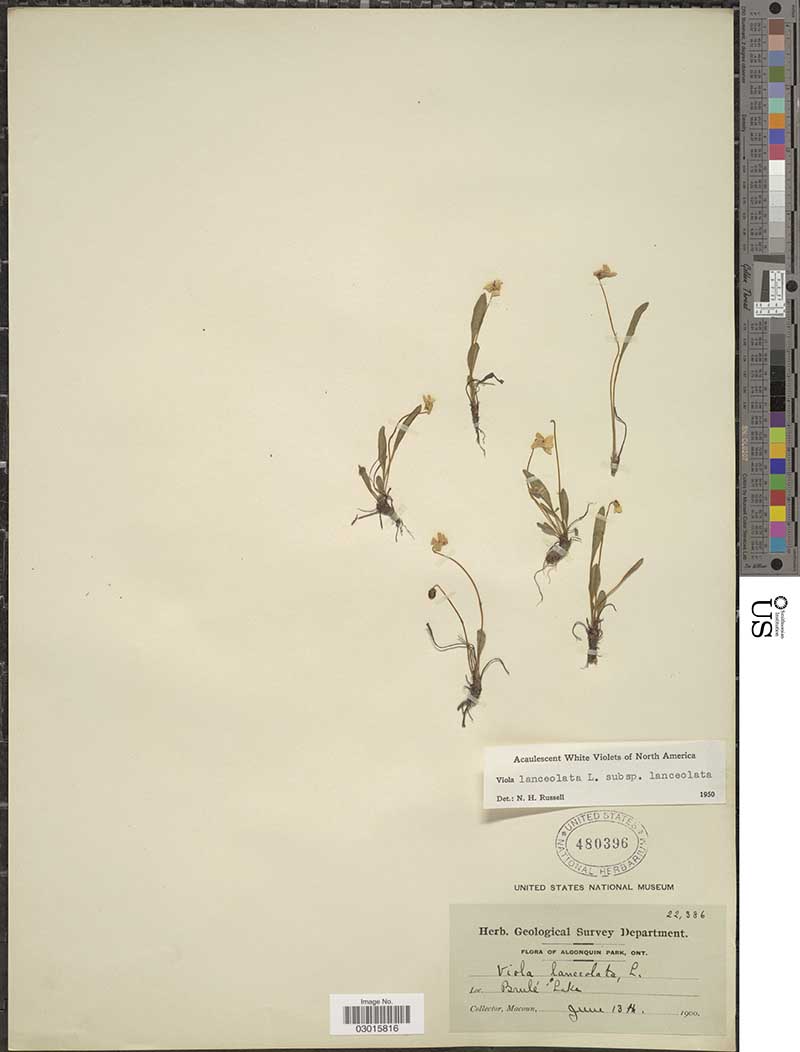 Acaulescent White Violets of North America
Viola lanceolata L. subsp. lanceolata
Det.: N. H. Russell 1950
UNITED STATES
480396
NATIONAL HERBARIUM
UNITED STATES NATIONAL MUSEUM
22,386
Herb. Geological Survey Department.
FLORA OF ALGONQUIN PARK, ONT.
Viola lanceolata, L.
Loc. Brulé Lake
Collector, Macoun, June 13th. 1900.
Image No.
03015816
Golden Thread
Smithsonian
Institution
US